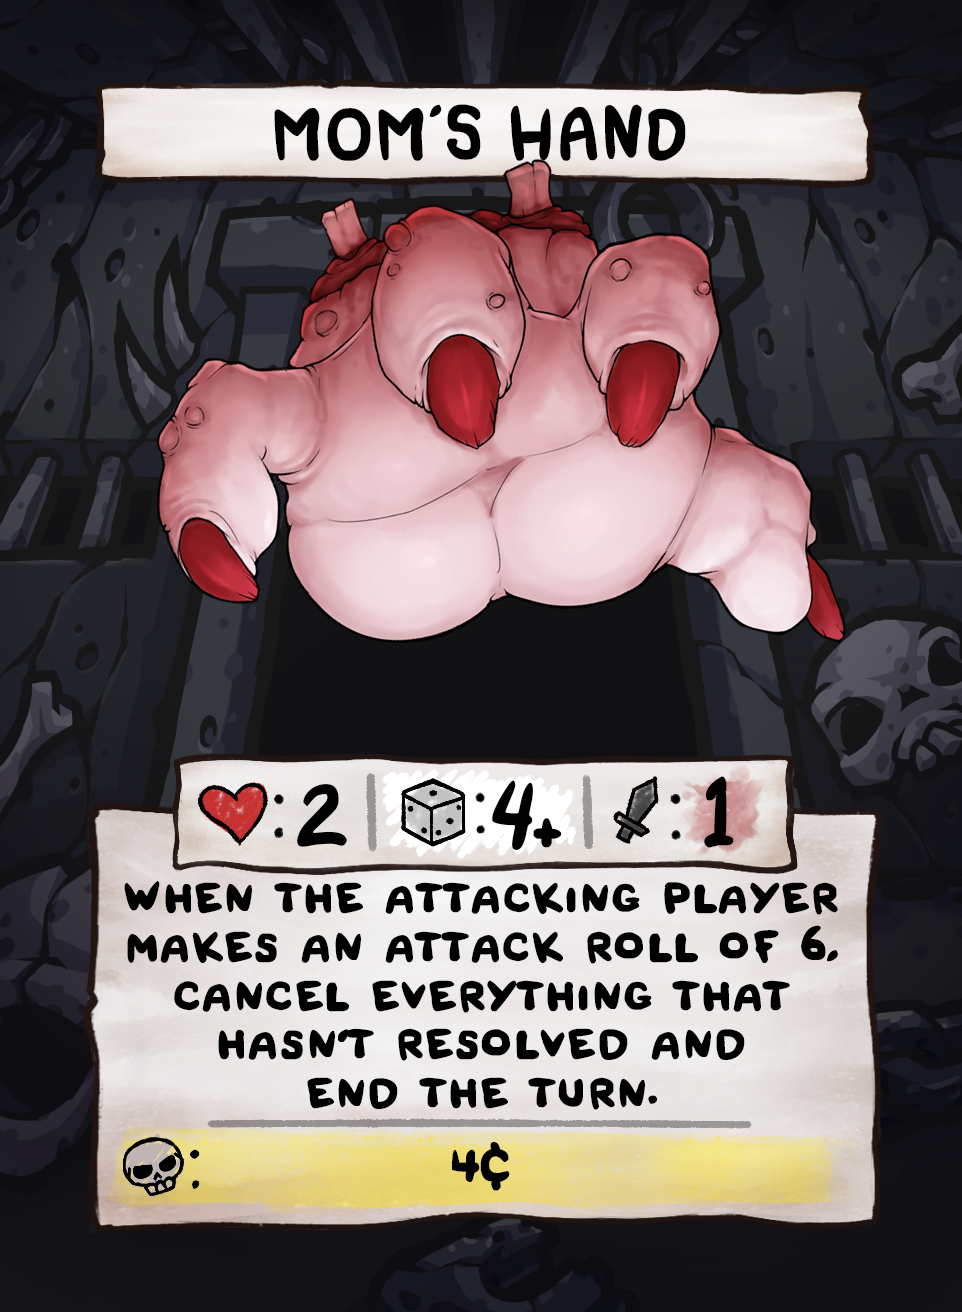 MOM'S HAND
: 2 | : 4+ | : 1
WHEN THE ATTACKING PLAYER
MAKES AN ATTACK ROLL OF 6,
CANCEL EVERYTHING THAT
HASN'T RESOLVED AND
END THE TURN.
: 4¢